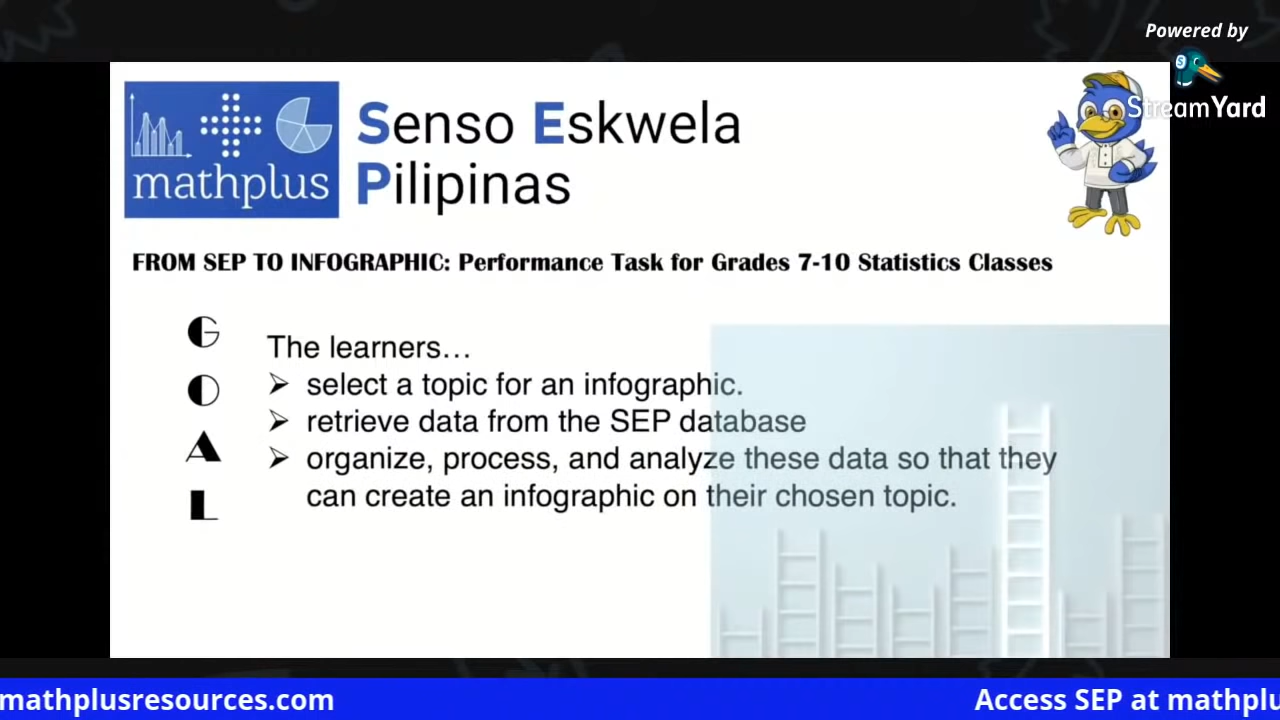 Powered by
StreamYard
mathplus
Senso Eskwela
Pilipinas
FROM SEP TO INFOGRAPHIC: Performance Task for Grades 7-10 Statistics Classes
G
O
A
L
The learners…
➢ select a topic for an infographic.
➢ retrieve data from the SEP database
➢ organize, process, and analyze these data so that they
can create an infographic on their chosen topic.
mathplusresources.com
Access SEP at mathplu